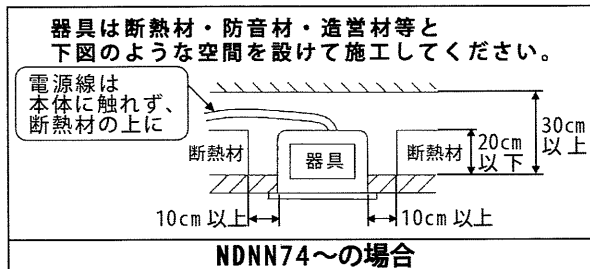 器具は断熱材・防音材・造営材等と
下図のような空間を設けて施工してください。
電源線は
本体に触れず、
断熱材の上に
断熱材
器具
断熱材
20cm
以下
30cm
以上
10cm 以上
10cm 以上
NDNN74～の場合